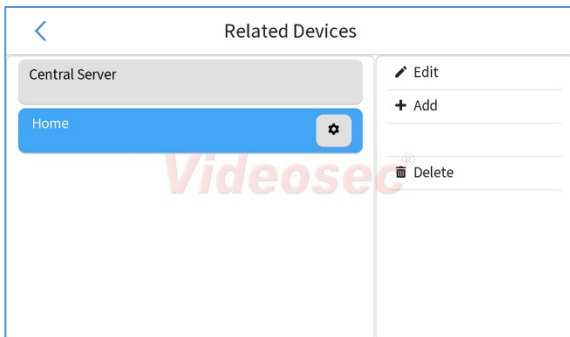 Related Devices
Central Server
Home
Edit
Add
Delete
Videosec®